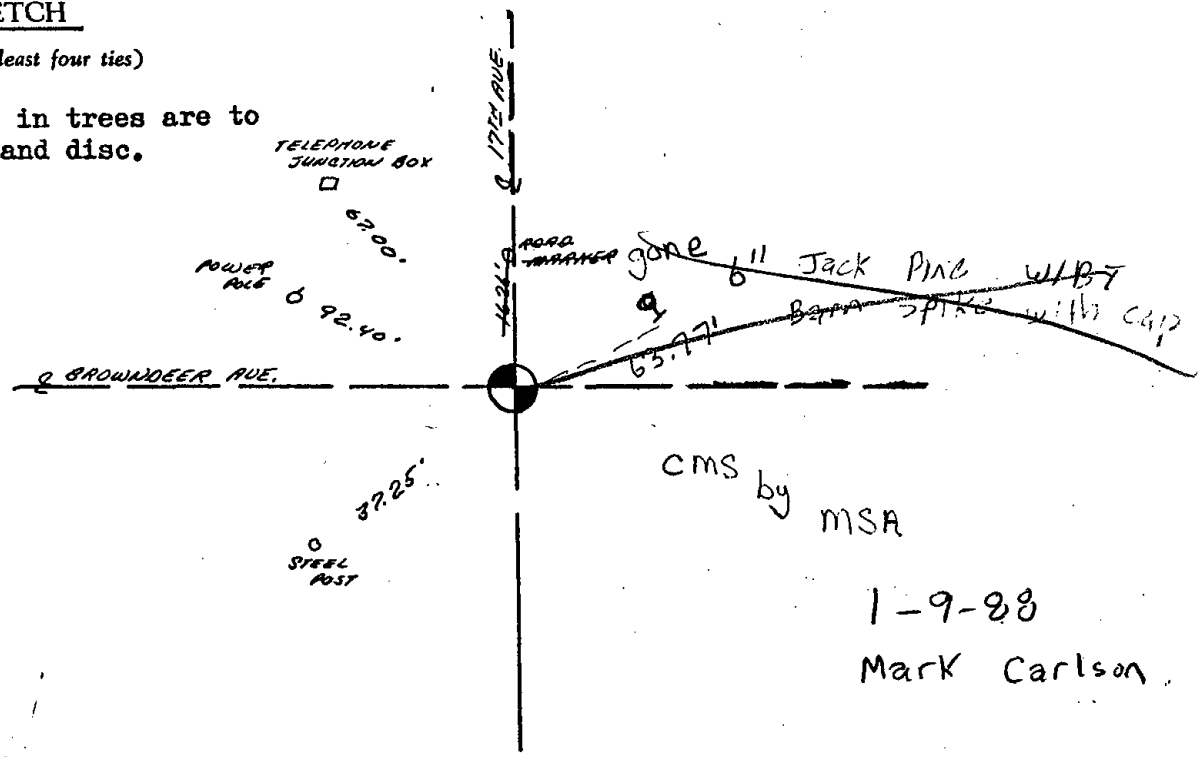 ETCH
least four ties)
in trees are to
and disc.
TELEPHONE
JUNCTION BOX
℄ 17TH AVE.
67.00'
POWER
POLE
92.40'
ROAD
MARKER
gone
6" Jack Pine W/BT
Barn Spike with cap
63.77'
℄ BROWNDEER AVE.
37.25'
STEEL
POST
CMS by MSA
1-9-88
Mark Carlson.